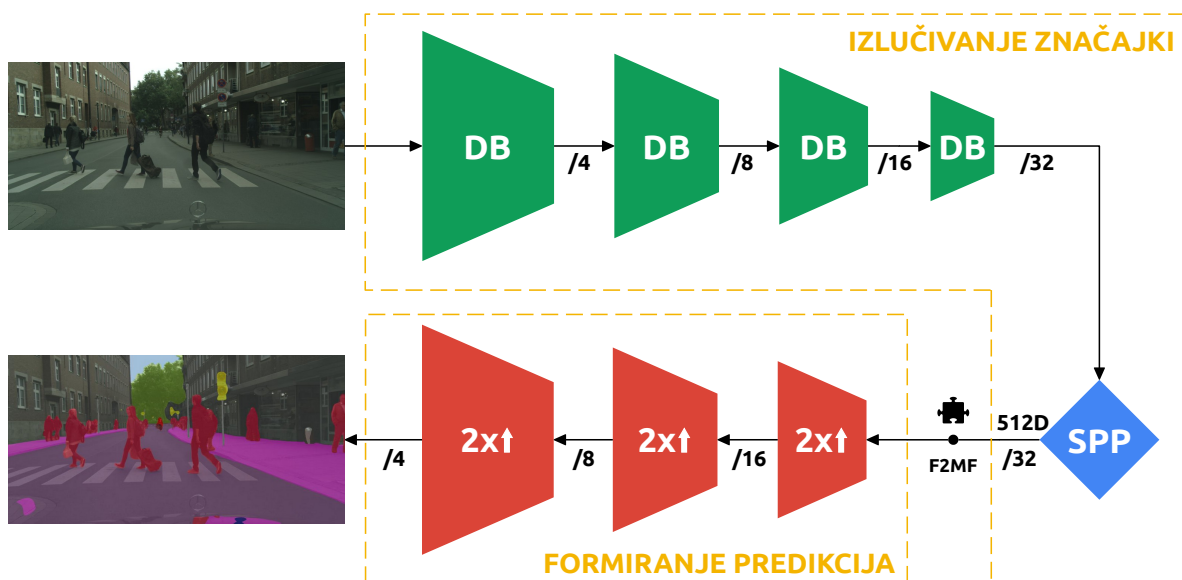 IZLUČIVANJE ZNAČAJKI
DB
/4
DB
/8
DB
/16
DB
/32
512D
SPP
/32
F2MF
2x⬆
/16
2x⬆
/8
2x⬆
/4
FORMIRANJE PREDIKCIJA